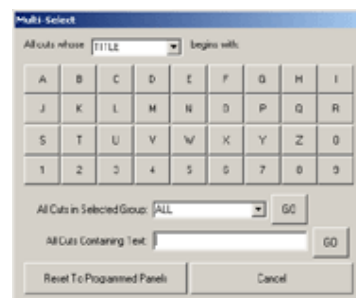 Multi-Select
All cuts whose TITLE begins with:
A B C D E F G H I
J K L M N O P Q R
S T U V W X Y Z 0
1 2 3 4 5 6 7 8 9
All Cuts in Selected Group: ALL GO
All Cuts Containing Text: GO
Reset To Programmed Panels Cancel